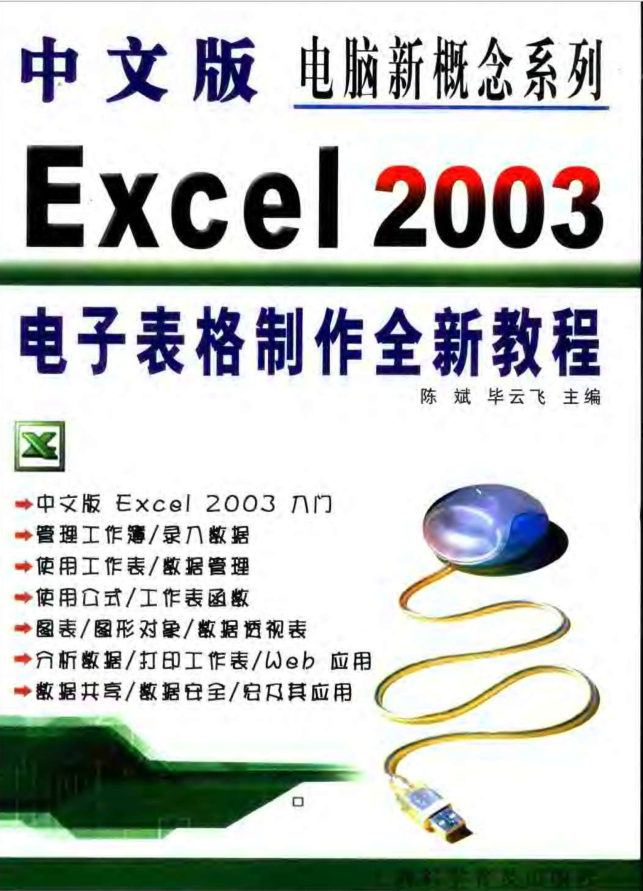 中文版 电脑新概念系列
Excel 2003
电子表格制作全新教程
陈 斌 毕云飞 主编
中文版 Excel 2003 入门
管理工作簿/录入数据
使用工作表/数据管理
使用公式/工作表函数
图表/图形对象/数据透视表
分析数据/打印工作表/Web 应用
数据共享/数据安全/宏及其应用